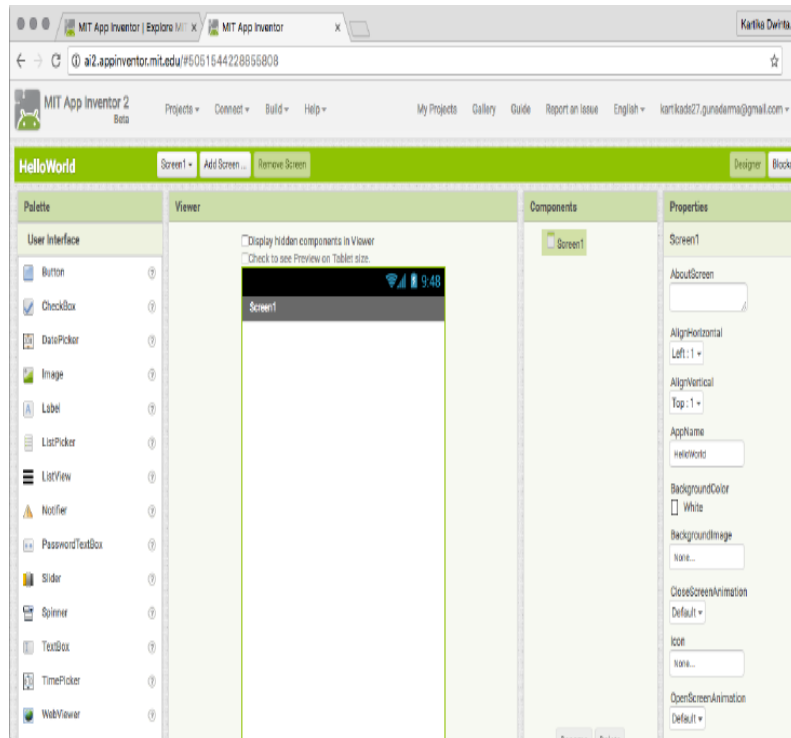 MIT App Inventor | Explore MIT
MIT App Inventor
Kartika Dwinta
ai2.appinventor.mit.edu/#5051544228855808
MIT App Inventor 2
Beta
Projects Connect Build Help My Projects Gallery Guide Report an Issue English kartikads27.gunadarma@gmail.com
HelloWorld Screen1 Add Screen ... Remove Screen Designer Blocks
Palette
User Interface
Button
CheckBox
DatePicker
Image
Label
ListPicker
ListView
Notifier
PasswordTextBox
Slider
Spinner
TextBox
TimePicker
WebViewer
Viewer
Display hidden components in Viewer
Check to see Preview on Tablet size.
9:48
Screen1
Components
Screen1
Properties
Screen1
AboutScreen
AlignHorizontal
Left : 1
AlignVertical
Top : 1
AppName
HelloWorld
BackgroundColor
White
BackgroundImage
None...
CloseScreenAnimation
Default
Icon
None...
OpenScreenAnimation
Default